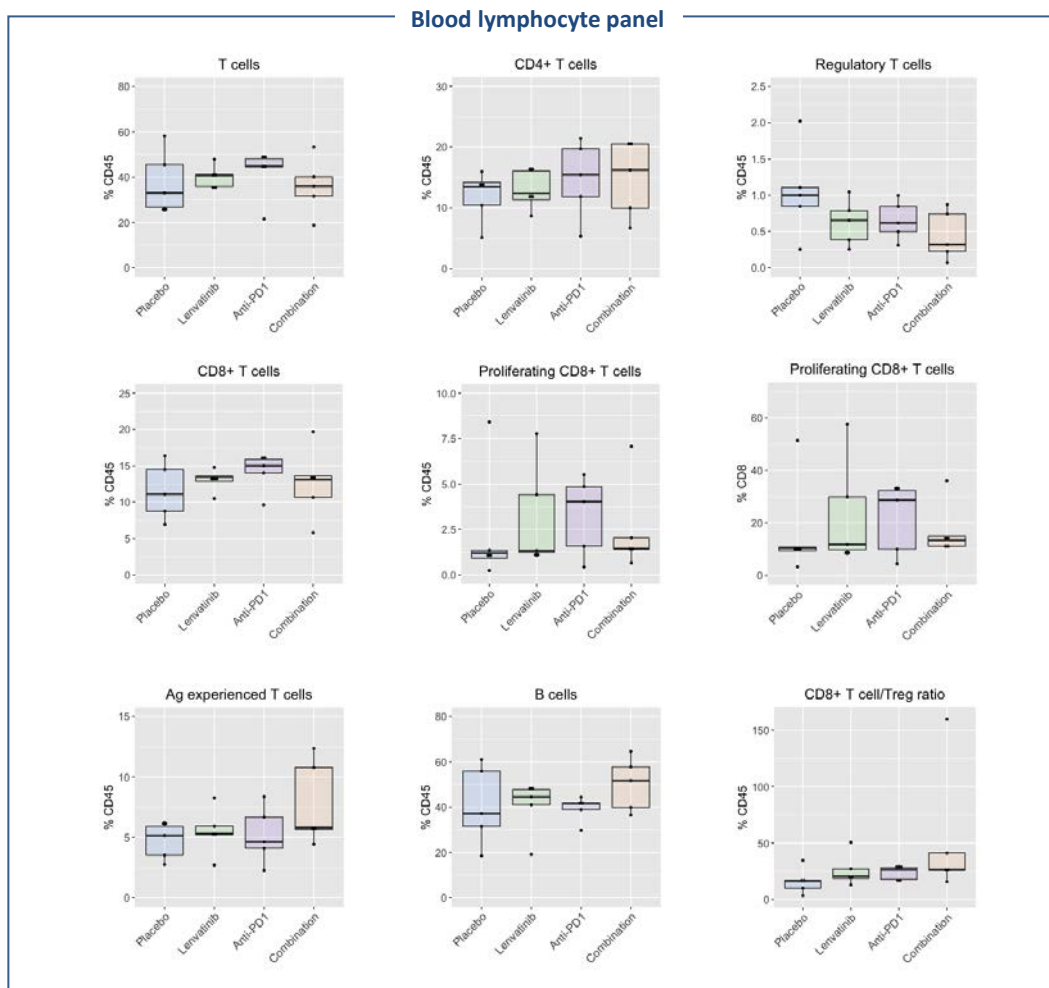 Blood lymphocyte panel
T cells
% CD45
80
60
40
20
0
Placebo
Lenvatinib
Anti-PD1
Combination
CD4+ T cells
% CD45
30
20
10
0
Placebo
Lenvatinib
Anti-PD1
Combination
Regulatory T cells
% CD45
2.5
2.0
1.5
1.0
0.5
0.0
Placebo
Lenvatinib
Anti-PD1
Combination
CD8+ T cells
% CD45
25
20
15
10
5
0
Placebo
Lenvatinib
Anti-PD1
Combination
Proliferating CD8+ T cells
% CD45
10.0
7.5
5.0
2.5
0.0
Placebo
Lenvatinib
Anti-PD1
Combination
Proliferating CD8+ T cells
% CD8
60
40
20
0
Placebo
Lenvatinib
Anti-PD1
Combination
Ag experienced T cells
% CD45
15
10
5
0
Placebo
Lenvatinib
Anti-PD1
Combination
B cells
% CD45
80
60
40
20
0
Placebo
Lenvatinib
Anti-PD1
Combination
CD8+ T cell/Treg ratio
% CD45
150
100
50
0
Placebo
Lenvatinib
Anti-PD1
Combination